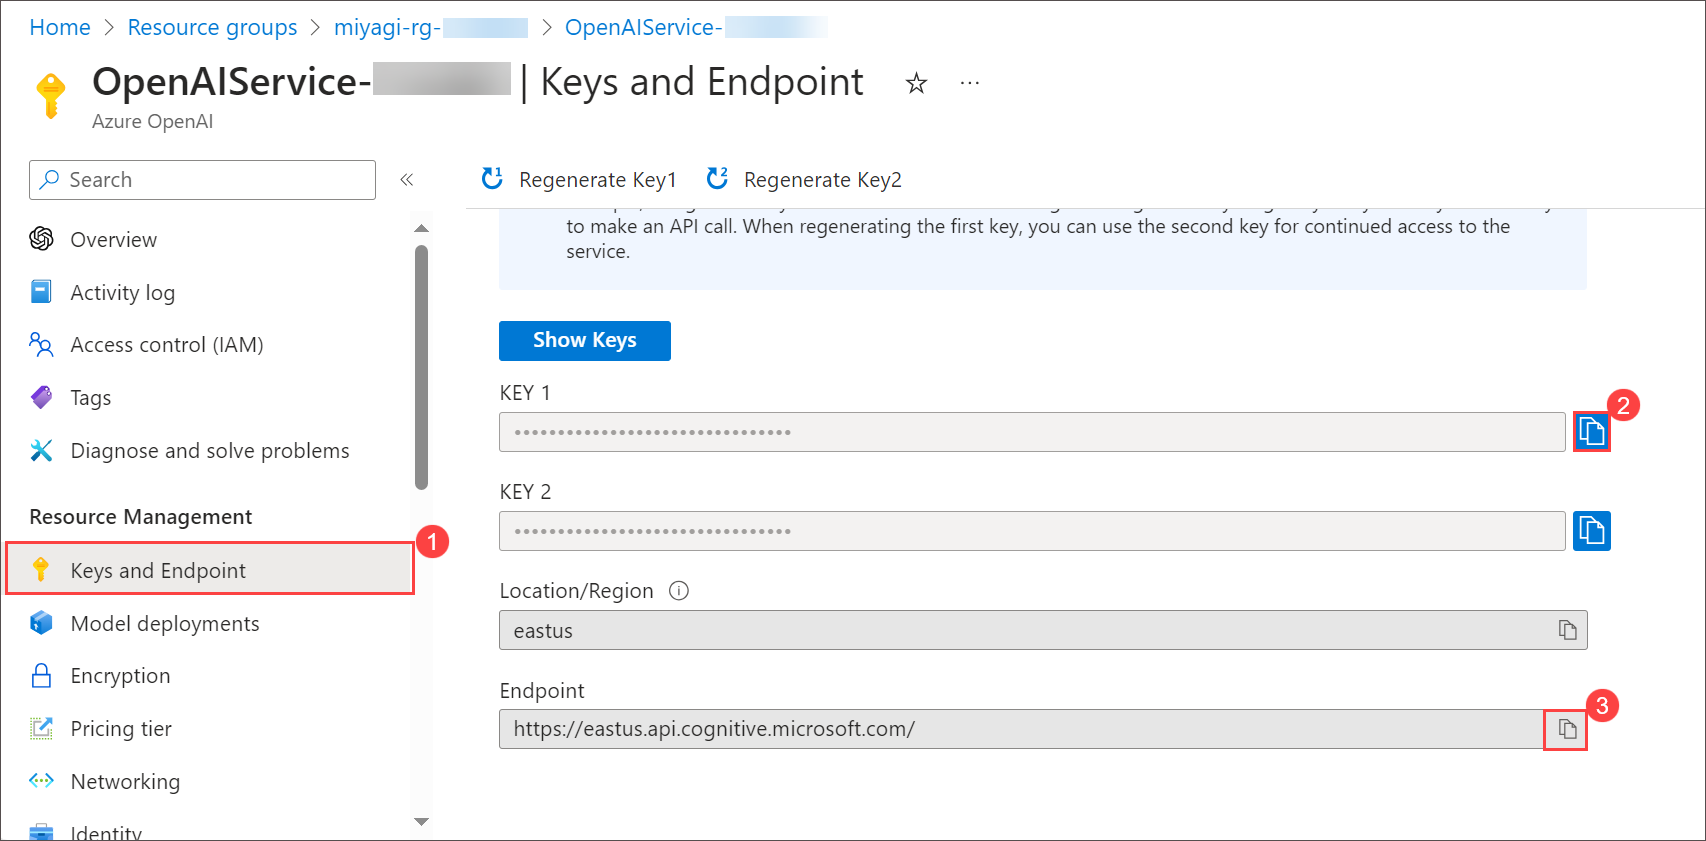 Home > Resource groups > miyagi-rg- > OpenAIService-
OpenAIService- | Keys and Endpoint
Azure OpenAI
Search
Regenerate Key1
Regenerate Key2
to make an API call. When regenerating the first key, you can use the second key for continued access to the
service.
Overview
Activity log
Access control (IAM)
Tags
Diagnose and solve problems
Resource Management
Keys and Endpoint
1
Model deployments
Encryption
Pricing tier
Networking
Identity
Show Keys
KEY 1
2
KEY 2
Location/Region
eastus
Endpoint
https://eastus.api.cognitive.microsoft.com/
3